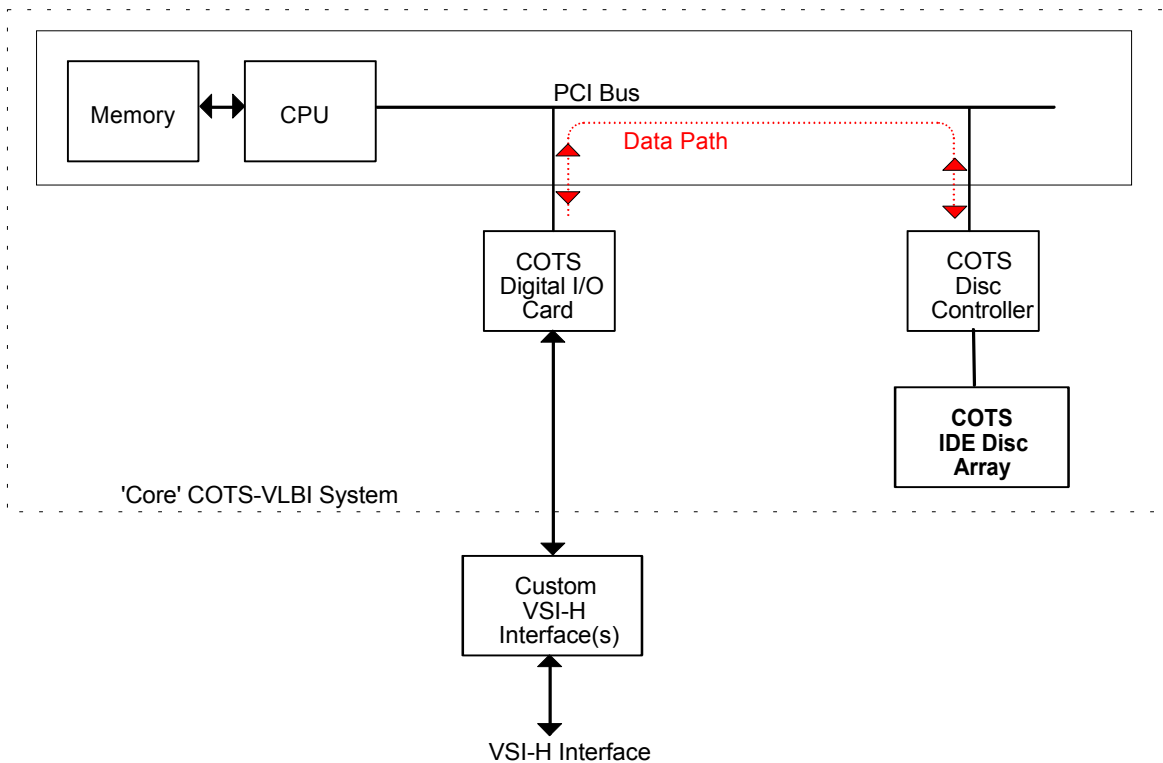 PCI Bus
Memory
CPU
Data Path
COTS
Digital I/O
Card
COTS
Disc
Controller
COTS
IDE Disc
Array
'Core' COTS-VLBI System
Custom
VSI-H
Interface(s)
VSI-H Interface